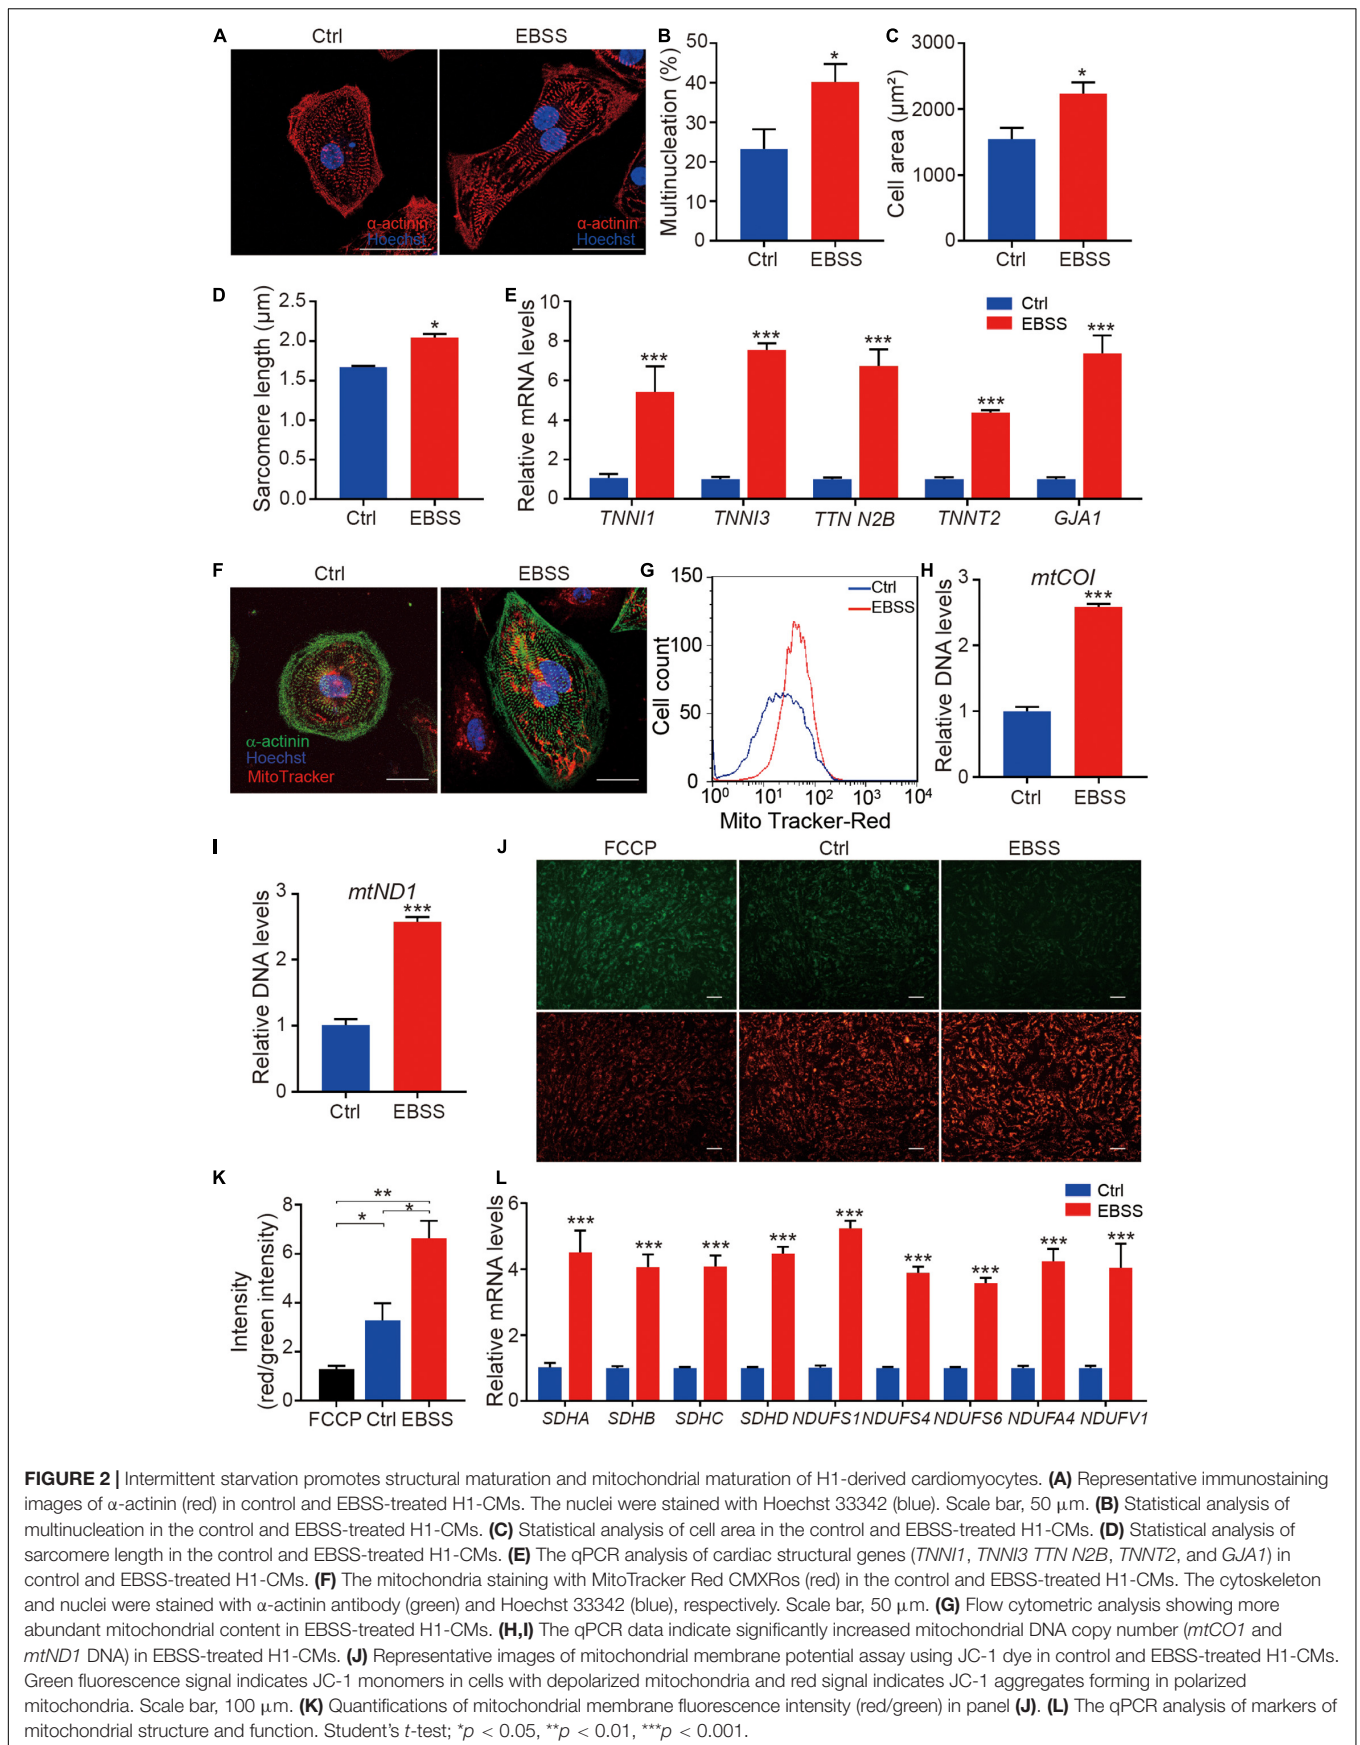 A
Ctrl
EBSS
α-actinin
Hoechst
α-actinin
Hoechst
B
Multinucleation (%)
50
40
30
20
10
0
*
Ctrl
EBSS
C
Cell area (µm²)
3000
2000
1000
0
*
Ctrl
EBSS
D
Sarcomere length (µm)
2.5
2.0
1.5
1.0
0.5
0.0
*
Ctrl
EBSS
E
Relative mRNA levels
10
8
6
4
2
0
Ctrl
EBSS
*** *** *** *** ***
TNNI1 TNNI3 TTN N2B TNNT2 GJA1
F
Ctrl
EBSS
α-actinin
Hoechst
MitoTracker
G
Cell count
150
100
50
0
Ctrl
EBSS
10⁰ 10¹ 10² 10³ 10⁴
Mito Tracker-Red
H
mtCOI
Relative DNA levels
3
2
1
0
***
Ctrl
EBSS
I
mtND1
Relative DNA levels
3
2
1
0
***
Ctrl
EBSS
J
FCCP
Ctrl
EBSS
K
Intensity
(red/green intensity)
8
6
4
2
0
**
*
*
FCCP Ctrl EBSS
L
Relative mRNA levels
6
4
2
0
Ctrl
EBSS
*** *** *** *** *** *** *** *** ***
SDHA SDHB SDHC SDHD NDUFS1 NDUFS4 NDUFS6 NDUFA4 NDUFV1
FIGURE 2 | Intermittent starvation promotes structural maturation and mitochondrial maturation of H1-derived cardiomyocytes. (A) Representative immunostaining
images of α-actinin (red) in control and EBSS-treated H1-CMs. The nuclei were stained with Hoechst 33342 (blue). Scale bar, 50 µm. (B) Statistical analysis of
multinucleation in the control and EBSS-treated H1-CMs. (C) Statistical analysis of cell area in the control and EBSS-treated H1-CMs. (D) Statistical analysis of
sarcomere length in the control and EBSS-treated H1-CMs. (E) The qPCR analysis of cardiac structural genes (TNNI1, TNNI3 TTN N2B, TNNT2, and GJA1) in
control and EBSS-treated H1-CMs. (F) The mitochondria staining with MitoTracker Red CMXRos (red) in the control and EBSS-treated H1-CMs. The cytoskeleton
and nuclei were stained with α-actinin antibody (green) and Hoechst 33342 (blue), respectively. Scale bar, 50 µm. (G) Flow cytometric analysis showing more
abundant mitochondrial content in EBSS-treated H1-CMs. (H,I) The qPCR data indicate significantly increased mitochondrial DNA copy number (mtCO1 and
mtND1 DNA) in EBSS-treated H1-CMs. (J) Representative images of mitochondrial membrane potential assay using JC-1 dye in control and EBSS-treated H1-CMs.
Green fluorescence signal indicates JC-1 monomers in cells with depolarized mitochondria and red signal indicates JC-1 aggregates forming in polarized
mitochondria. Scale bar, 100 µm. (K) Quantifications of mitochondrial membrane fluorescence intensity (red/green) in panel (J). (L) The qPCR analysis of markers of
mitochondrial structure and function. Student's t-test; *p < 0.05, **p < 0.01, ***p < 0.001.